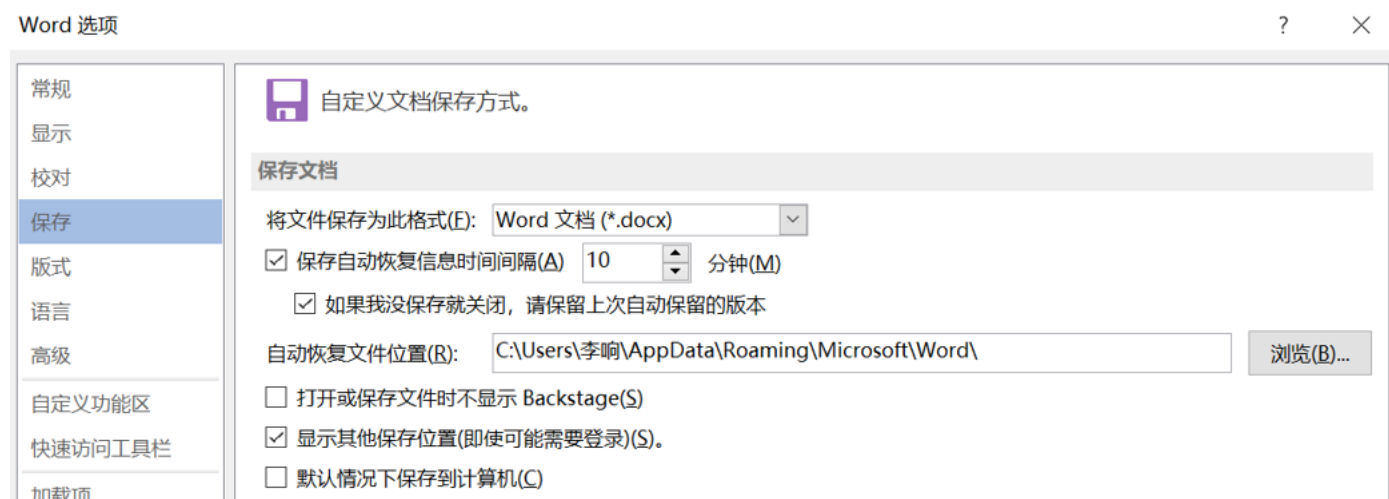 Word 选项
?
常规
显示
校对
保存
版式
语言
高级
自定义功能区
快速访问工具栏
加载项
自定义文档保存方式。
保存文档
将文件保存为此格式(F): Word 文档 (*.docx)
保存自动恢复信息时间间隔(A) 10 分钟(M)
如果我没保存就关闭，请保留上次自动保留的版本
自动恢复文件位置(R): C:\Users\李响\AppData\Roaming\Microsoft\Word\ 浏览(B)...
打开或保存文件时不显示 Backstage(S)
显示其他保存位置(即使可能需要登录)(S)。
默认情况下保存到计算机(C)